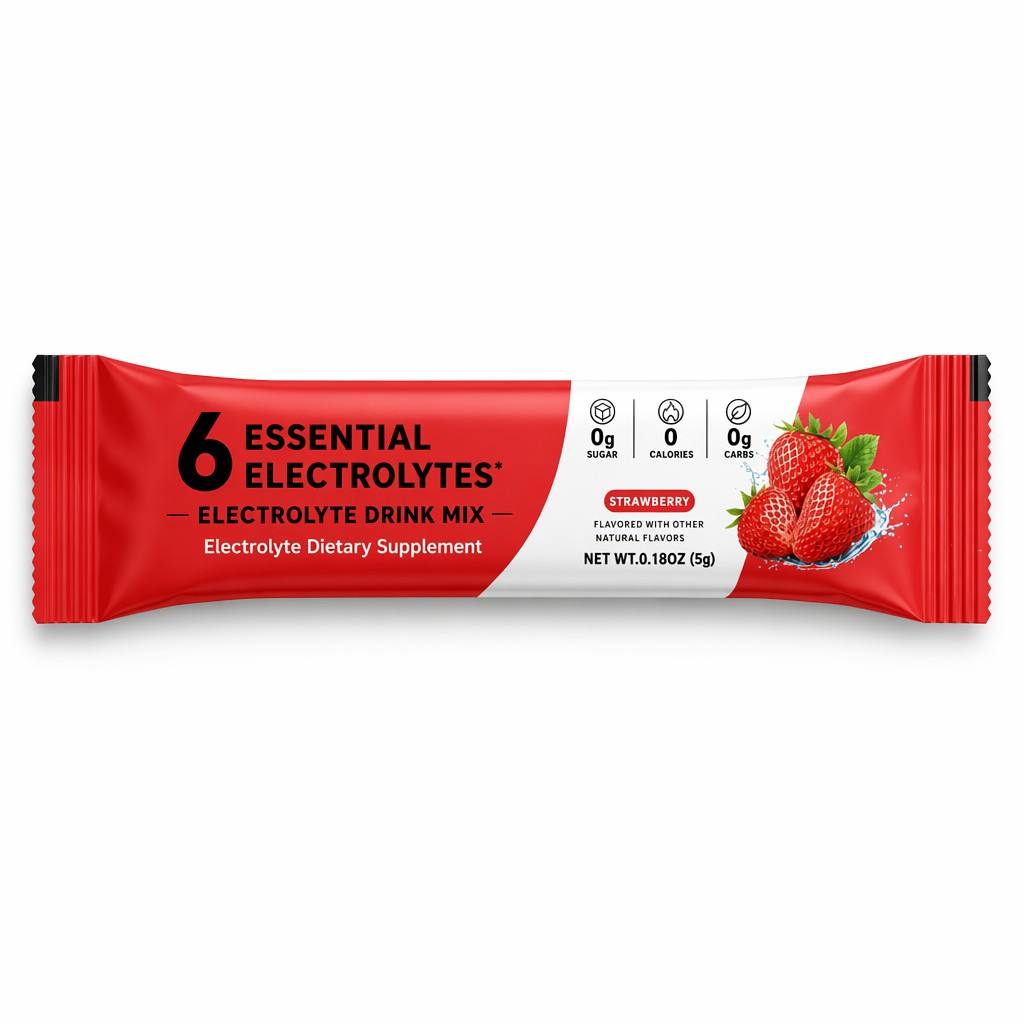 6 ESSENTIAL
ELECTROLYTES*
ELECTROLYTE DRINK MIX
Electrolyte Dietary Supplement
0g
SUGAR
0
CALORIES
0g
CARBS
STRAWBERRY
FLAVORED WITH OTHER
NATURAL FLAVORS
NET WT.0.18OZ (5g)